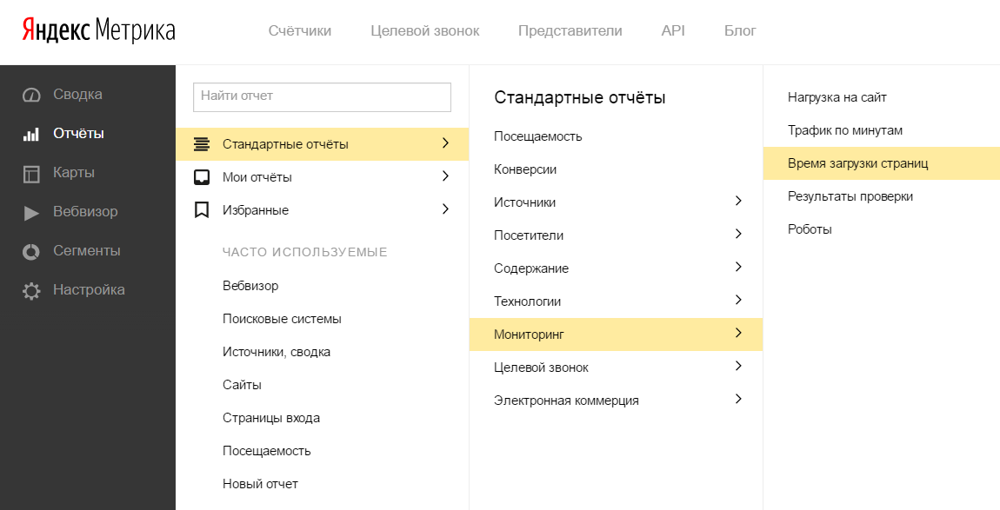 Яндекс Метрика
Счётчики
Целевой звонок
Представители
API
Блог
Сводка
Отчёты
Карты
Вебвизор
Сегменты
Настройка
Найти отчет
Стандартные отчёты
Мои отчёты
Избранные
ЧАСТО ИСПОЛЬЗУЕМЫЕ
Вебвизор
Поисковые системы
Источники, сводка
Сайты
Страницы входа
Посещаемость
Новый отчет
Стандартные отчёты
Посещаемость
Конверсии
Источники
Посетители
Содержание
Технологии
Мониторинг
Целевой звонок
Электронная коммерция
Нагрузка на сайт
Трафик по минутам
Время загрузки страниц
Результаты проверки
Роботы